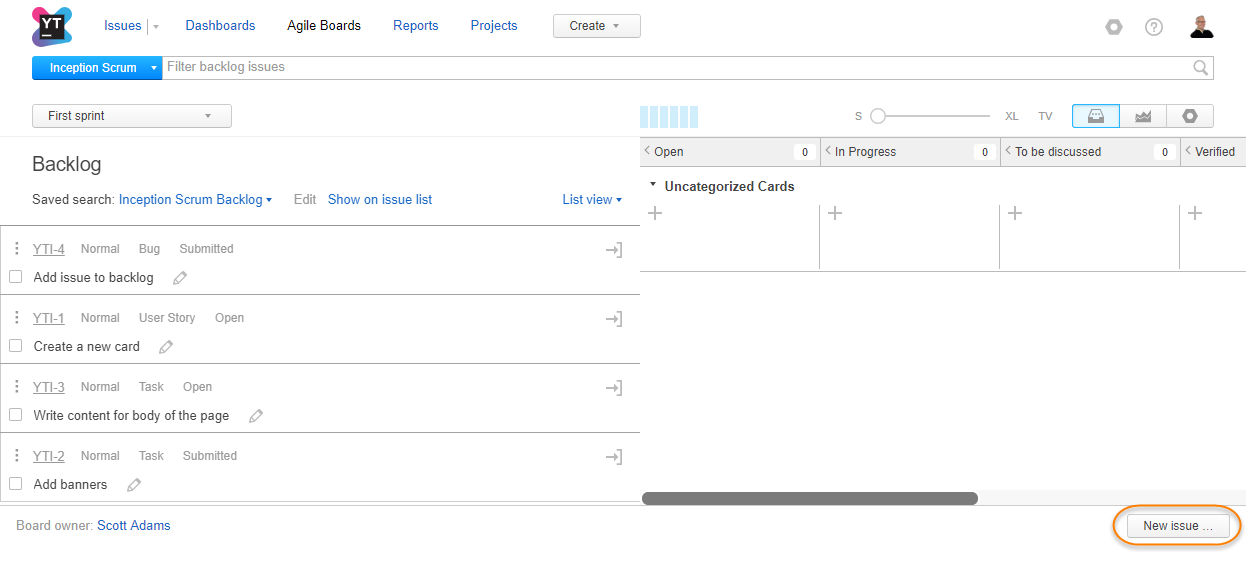 YT
Issues Dashboards Agile Boards Reports Projects Create
Inception Scrum Filter backlog issues
First sprint S XL TV
Open 0 In Progress 0 To be discussed 0 Verified
Backlog
Uncategorized Cards
Saved search: Inception Scrum Backlog Edit Show on issue list List view
YTI-4 Normal Bug Submitted
Add issue to backlog
YTI-1 Normal User Story Open
Create a new card
YTI-3 Normal Task Open
Write content for body of the page
YTI-2 Normal Task Submitted
Add banners
Board owner: Scott Adams New issue ...